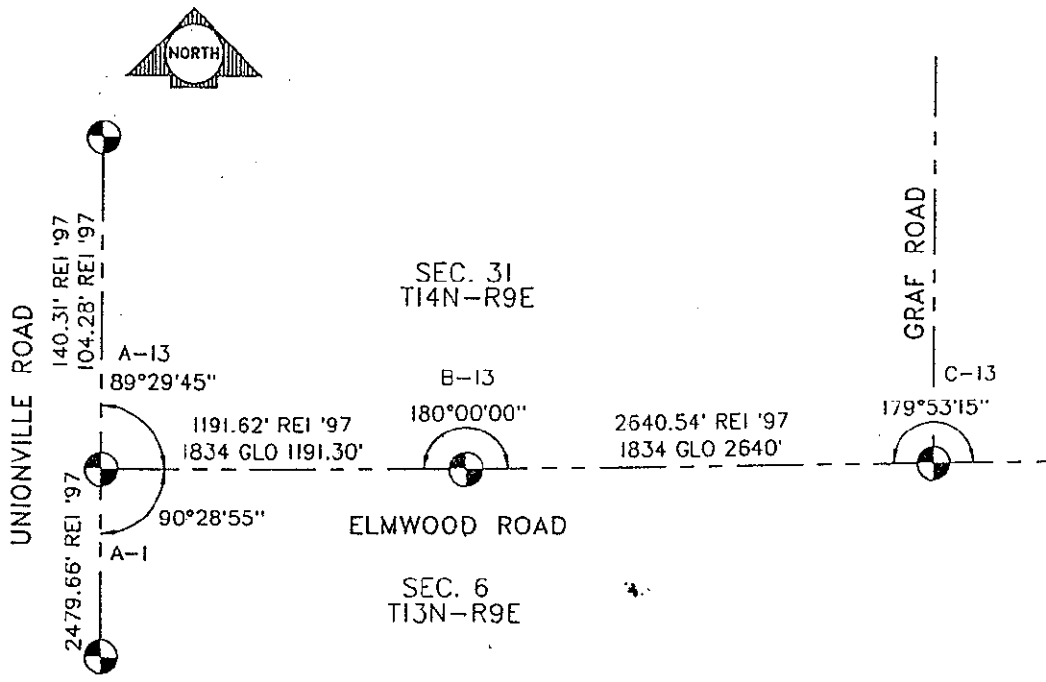 NORTH
UNIONVILLE ROAD
140.31' REI '97
104.28' REI '97
SEC. 31
T14N-R9E
GRAF ROAD
A-13
89°29'45"
B-13
180°00'00"
C-13
179°53'15"
1191.62' REI '97
1834 GLO 1191.30'
2640.54' REI '97
1834 GLO 2640'
90°28'55"
ELMWOOD ROAD
A-1
2479.66' REI '97
SEC. 6
T13N-R9E